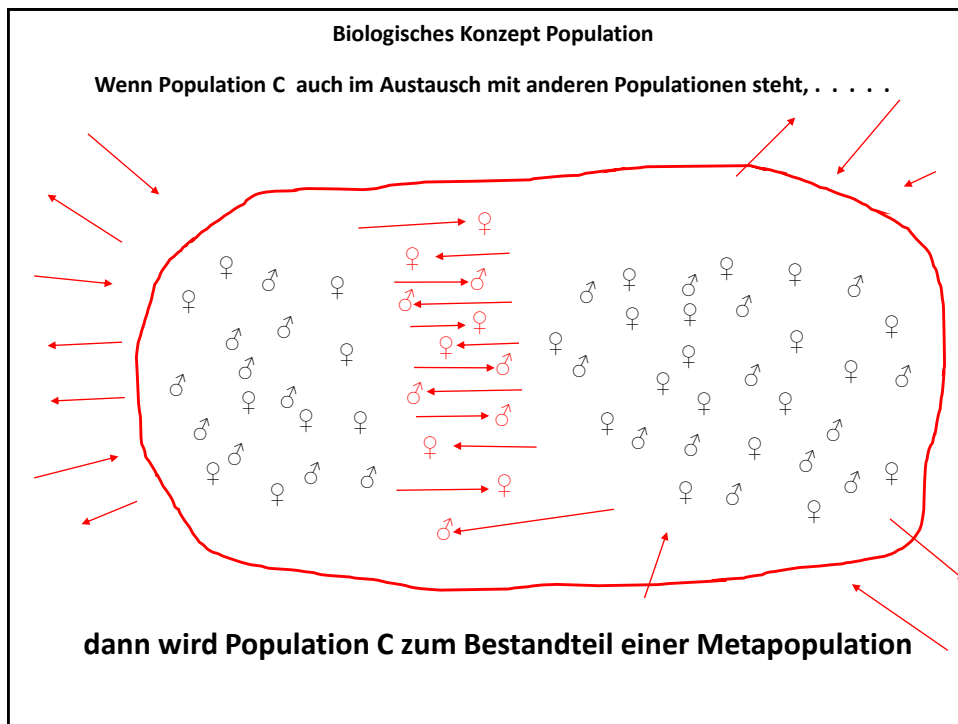 Biologisches Konzept Population
Wenn Population C auch im Austausch mit anderen Populationen steht, . . . . .
dann wird Population C zum Bestandteil einer Metapopulation